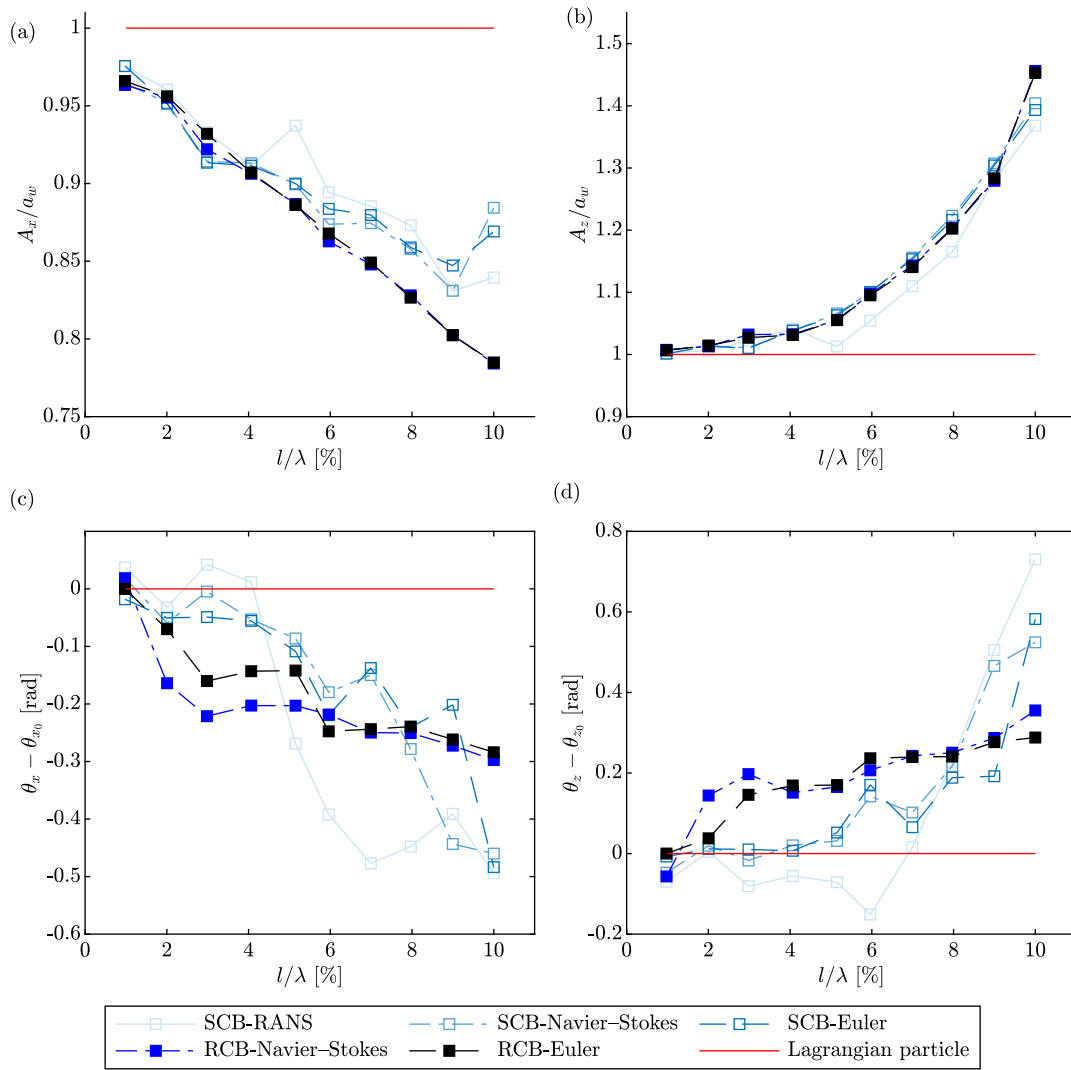 (a)
1
0.95
0.9
0.85
0.8
0.75
A_x/a_w
0 2 4 6 8 10
l/λ [%]
(b)
1.5
1.4
1.3
1.2
1.1
1
0.9
A_z/a_w
0 2 4 6 8 10
l/λ [%]
(c)
0
-0.1
-0.2
-0.3
-0.4
-0.5
-0.6
θ_x − θ_{x_0} [rad]
0 2 4 6 8 10
l/λ [%]
(d)
0.8
0.6
0.4
0.2
0
-0.2
θ_z − θ_{z_0} [rad]
0 2 4 6 8 10
l/λ [%]
SCB-RANS SCB-Navier–Stokes SCB-Euler
RCB-Navier–Stokes RCB-Euler Lagrangian particle